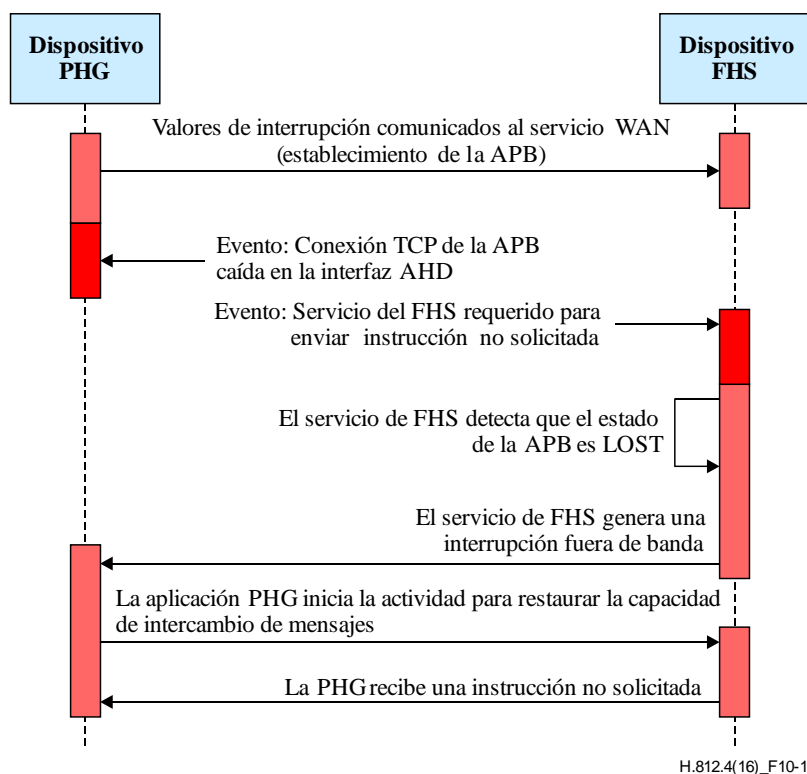 Dispositivo
PHG
Dispositivo
FHS
Valores de interrupción comunicados al servicio WAN
(establecimiento de la APB)
Evento: Conexión TCP de la APB
caída en la interfaz AHD
Evento: Servicio del FHS requerido para
enviar instrucción no solicitada
El servicio de FHS detecta que el estado
de la APB es LOST
El servicio de FHS genera una
interrupción fuera de banda
La aplicación PHG inicia la actividad para restaurar la capacidad
de intercambio de mensajes
La PHG recibe una instrucción no solicitada
H.812.4(16)_F10-1